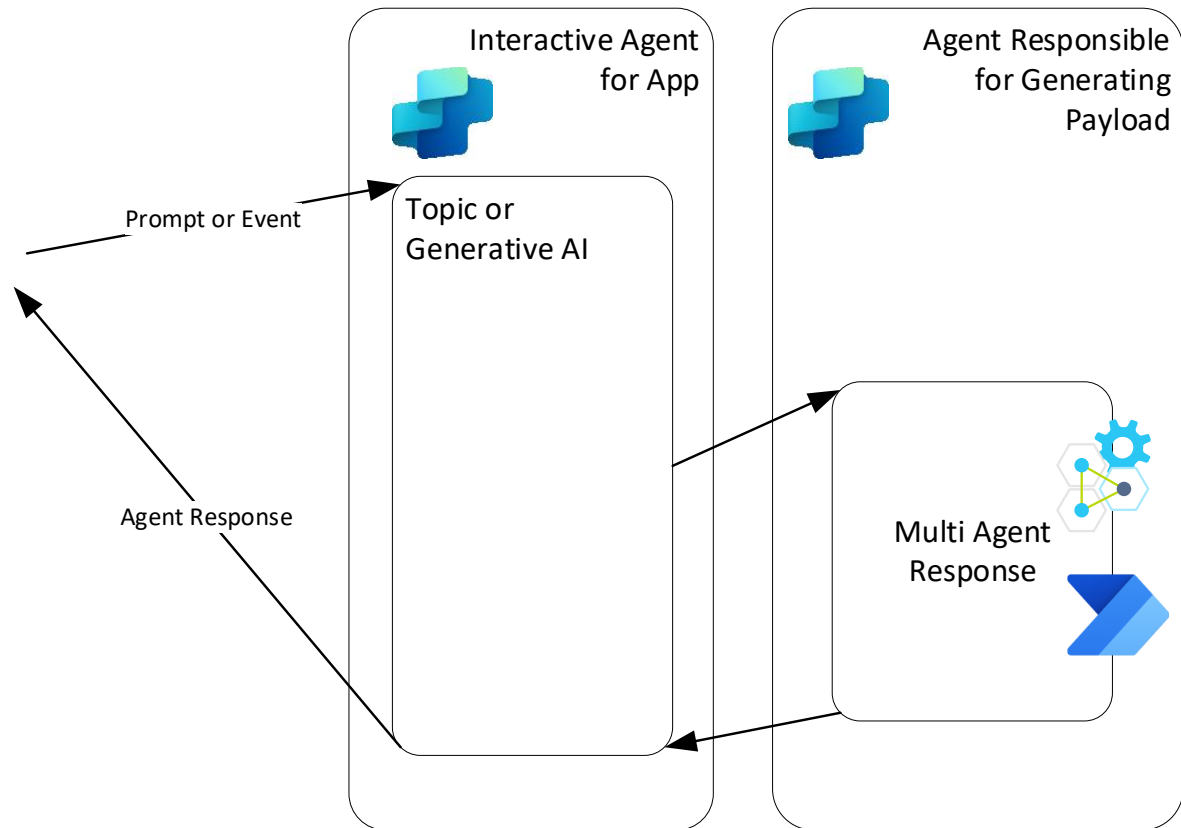 Interactive Agent
for App
Agent Responsible
for Generating
Payload
Prompt or Event
Topic or
Generative AI
Agent Response
Multi Agent
Response